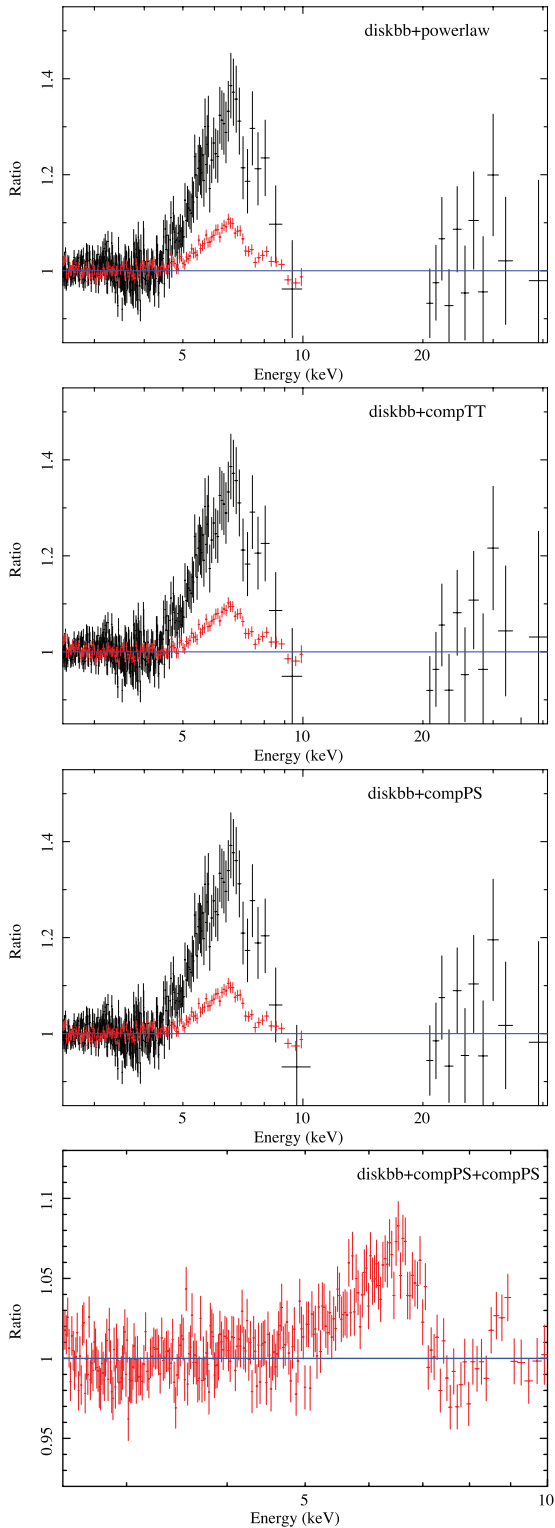 diskbb+powerlaw
1.4
1.2
1
Ratio
5 10 20
Energy (keV)
diskbb+compTT
1.4
1.2
1
Ratio
5 10 20
Energy (keV)
diskbb+compPS
1.4
1.2
1
Ratio
5 10 20
Energy (keV)
diskbb+compPS+compPS
1.1
1.05
1
0.95
Ratio
5 10
Energy (keV)